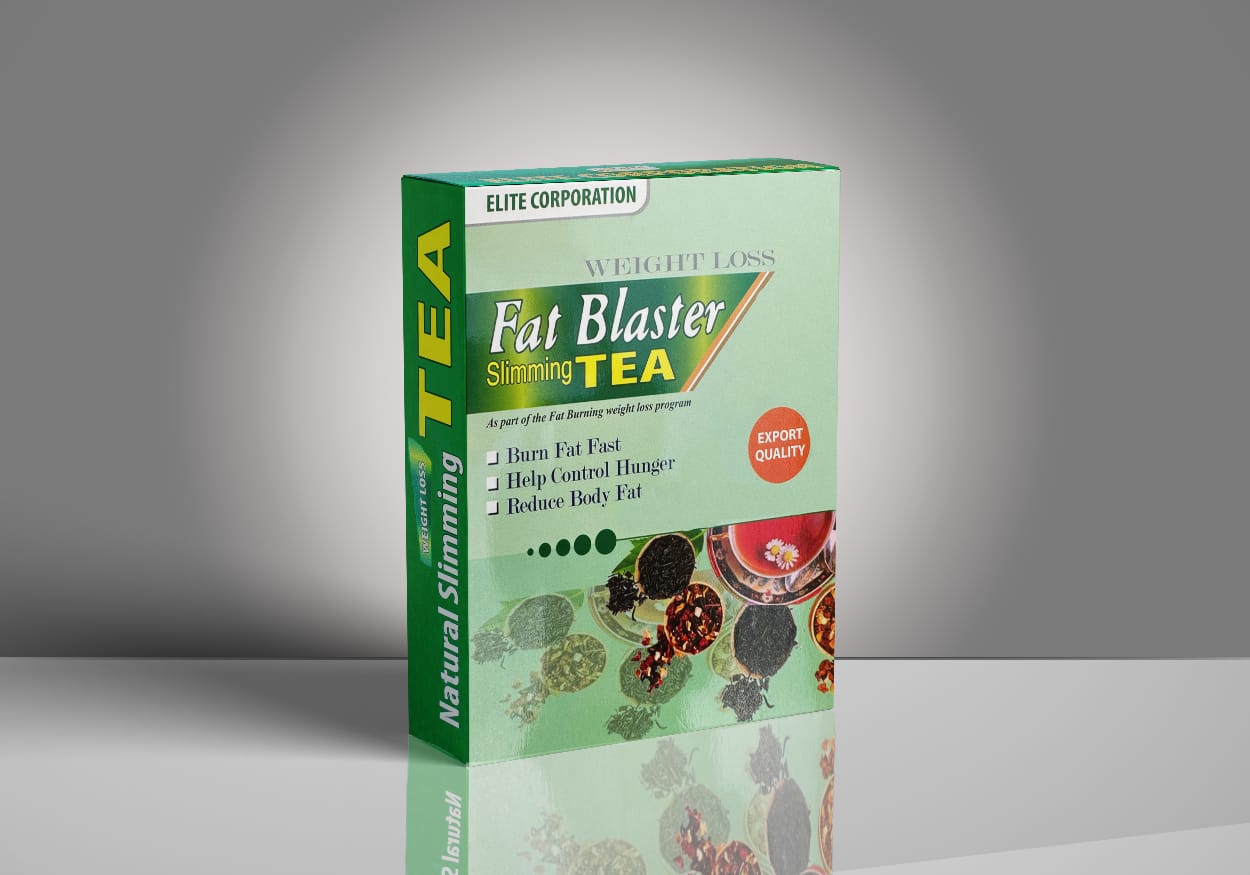 ELITE CORPORATION
WEIGHT LOSS
Fat Blaster
Slimming TEA
As part of the Fat Burning weight loss program
Burn Fat Fast
Help Control Hunger
Reduce Body Fat
EXPORT
QUALITY
WEIGHT LOSS
Natural Slimming TEA